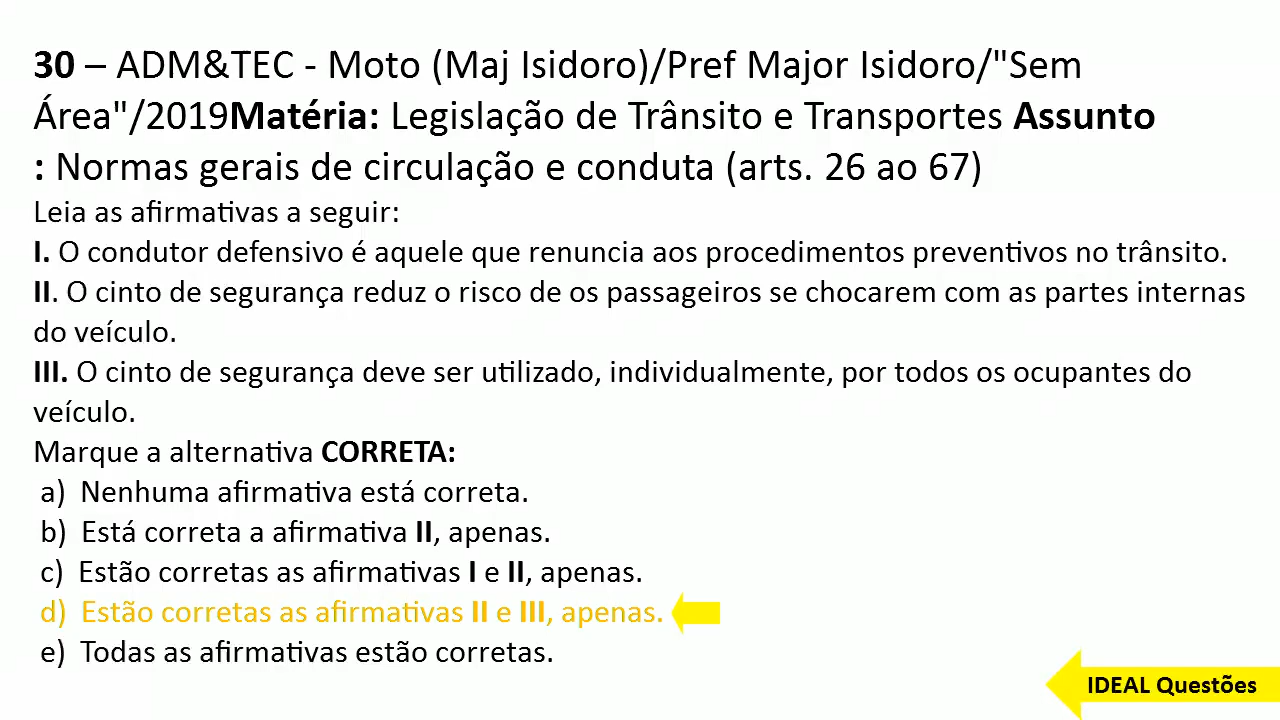 30 – ADM&TEC - Moto (Maj Isidoro)/Pref Major Isidoro/"Sem
Área"/2019Matéria: Legislação de Trânsito e Transportes Assunto
: Normas gerais de circulação e conduta (arts. 26 ao 67)
Leia as afirmativas a seguir:
I. O condutor defensivo é aquele que renuncia aos procedimentos preventivos no trânsito.
II. O cinto de segurança reduz o risco de os passageiros se chocarem com as partes internas
do veículo.
III. O cinto de segurança deve ser utilizado, individualmente, por todos os ocupantes do
veículo.
Marque a alternativa CORRETA:
a) Nenhuma afirmativa está correta.
b) Está correta a afirmativa II, apenas.
c) Estão corretas as afirmativas I e II, apenas.
d) Estão corretas as afirmativas II e III, apenas.
e) Todas as afirmativas estão corretas.
IDEAL Questões